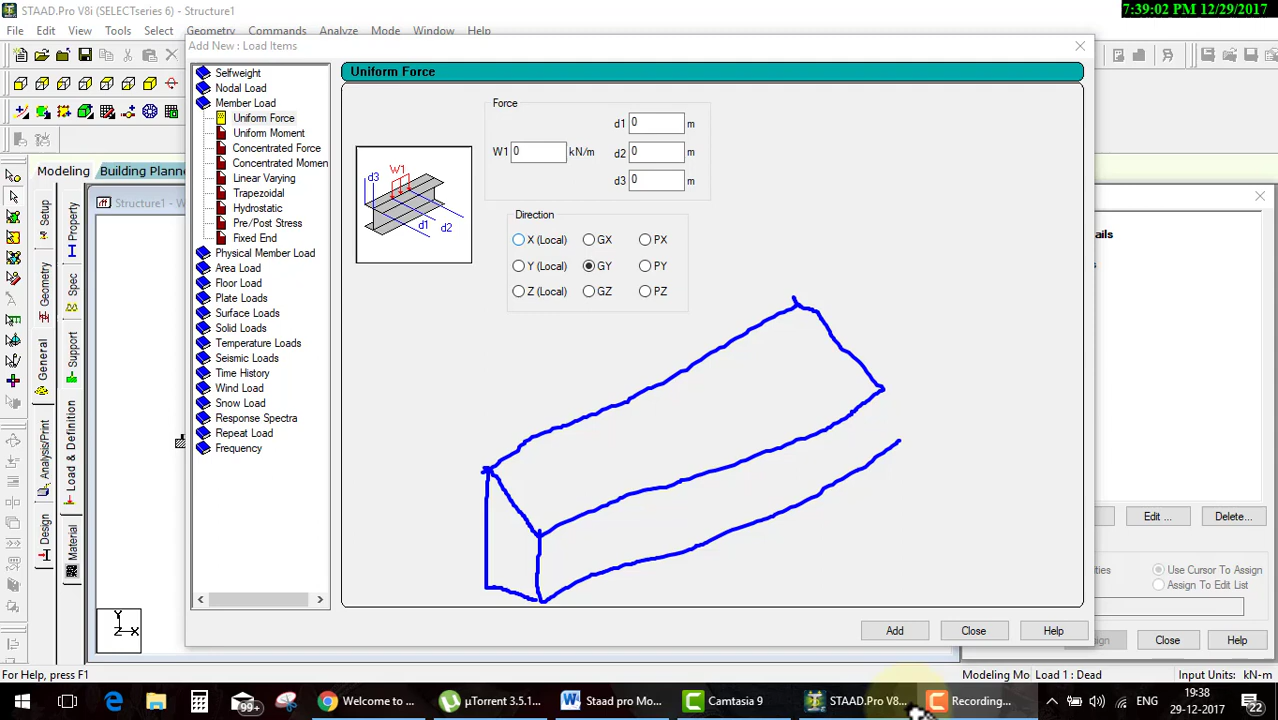 STAAD.Pro V8i (SELECTseries 6) - Structure1
7:39:02 PM 12/29/2017
File Edit View Tools Select Geometry Commands Analyze Mode Window Help
Add New : Load Items
Selfweight
Nodal Load
Member Load
Uniform Force
Uniform Moment
Concentrated Force
Concentrated Momen
Linear Varying
Trapezoidal
Hydrostatic
Pre/Post Stress
Fixed End
Physical Member Load
Area Load
Floor Load
Plate Loads
Surface Loads
Solid Loads
Temperature Loads
Seismic Loads
Time History
Wind Load
Snow Load
Response Spectra
Repeat Load
Frequency
Uniform Force
Force
d1 0 m
W1 0 kN/m
d2 0 m
d3 0 m
W1
d3
d1 d2
Direction
X (Local) GX PX
Y (Local) GY PY
Z (Local) GZ PZ
Add Close Help
Modeling Building Planne
Structure1 - W
Setup
Geometry
General
Analysis/Print
Design
Property
Spec
Support
Load & Definition
Material
Y
Z X
Edit ... Delete...
Use Cursor To Assign
Assign To Edit List
Close Help
For Help, press F1
Modeling Mo Load 1 : Dead Input Units: kN-m
99+
Welcome to ...
µTorrent 3.5.1...
Staad pro Mo...
Camtasia 9
STAAD.Pro V8...
Recording...
ENG
19:38
29-12-2017
22